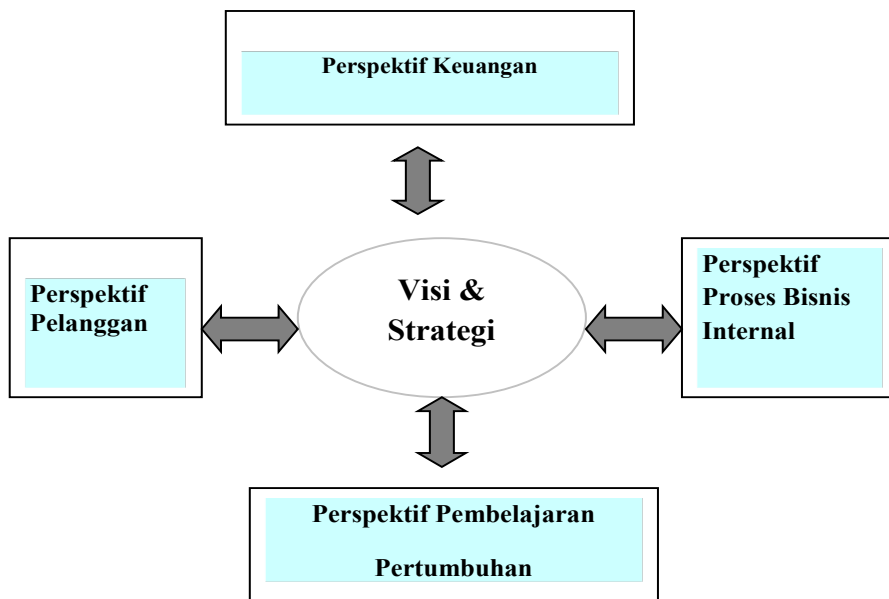 Perspektif Keuangan
Perspektif
Pelanggan
Visi &
Strategi
Perspektif
Proses Bisnis
Internal
Perspektif Pembelajaran
Pertumbuhan